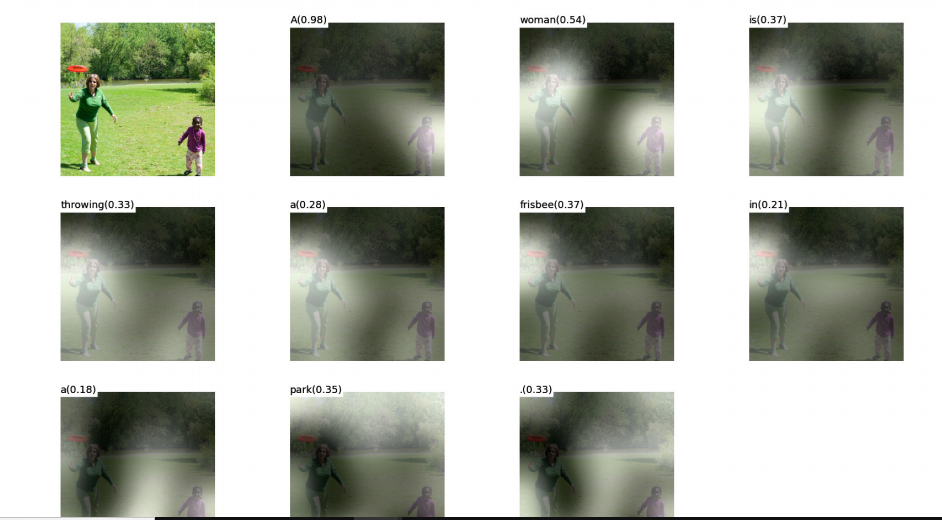 A(0.98)
woman(0.54)
is(0.37)
throwing(0.33)
a(0.28)
frisbee(0.37)
in(0.21)
a(0.18)
park(0.35)
.(0.33)